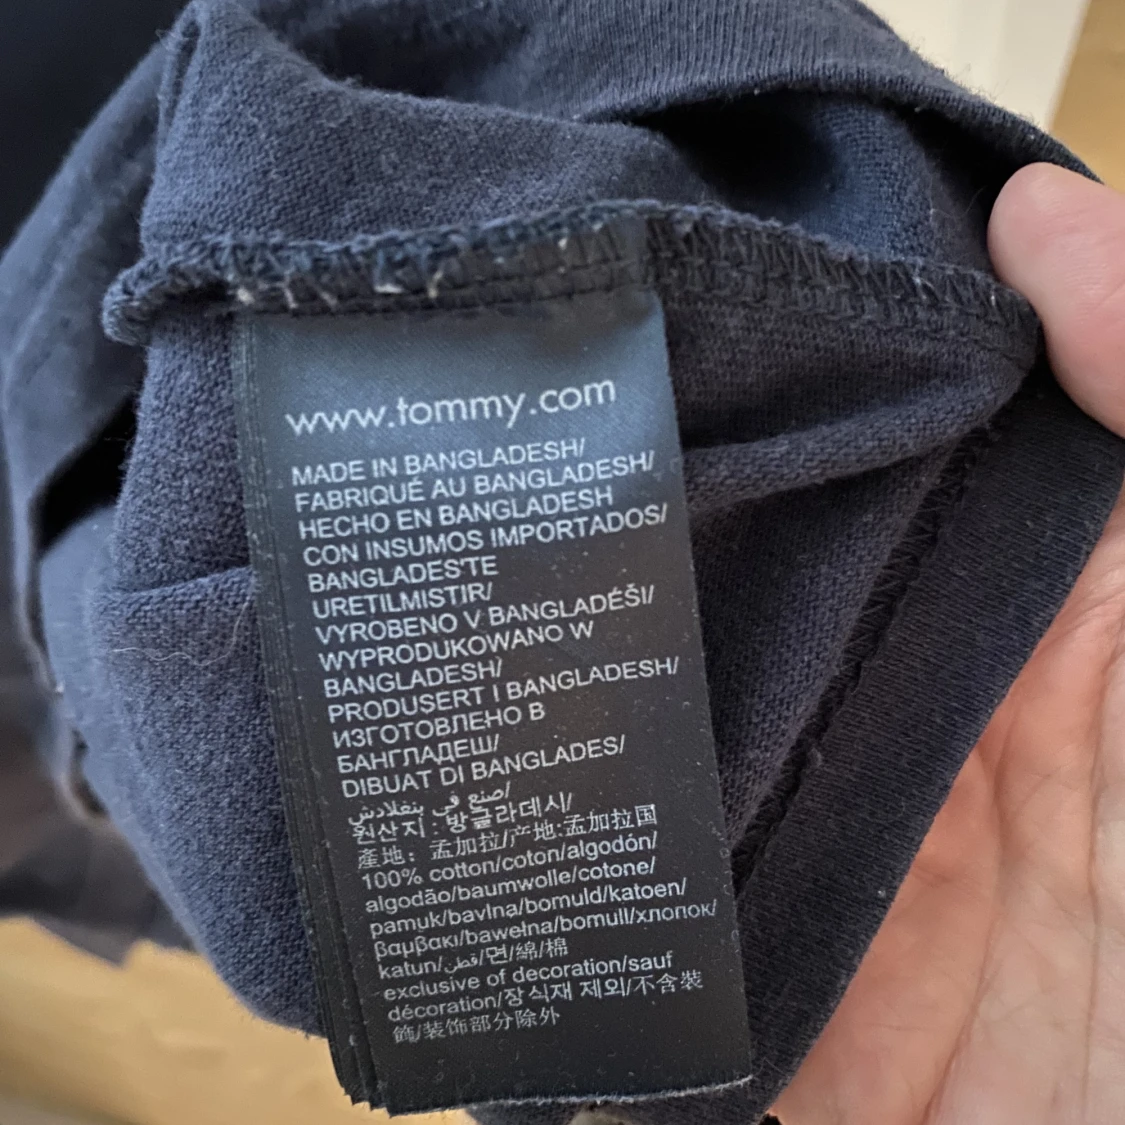 www.tommy.com
MADE IN BANGLADESH/
FABRIQUÉ AU BANGLADESH/
HECHO EN BANGLADESH
CON INSUMOS IMPORTADOS/
BANGLADEŞ'TE
URETILMISTIR/
VYROBENO V BANGLADÉŠI/
WYPRODUKOWANO W
BANGLADESH/
PRODUSERT I BANGLADESH/
ИЗГОТОВЛЕНО В
БАНГЛАДЕШ/
DIBUAT DI BANGLADES/
صنع في بنغلادش/
원산지 : 방글라데시/
產地：孟加拉/产地:孟加拉国
100% cotton/coton/algodón/
algodão/baumwolle/cotone/
pamuk/bavlna/bomuld/katoen/
βαμβακι/bawełna/bomull/хлопок/
katun/قطن/면/綿/棉
exclusive of decoration/sauf
décoration/장식재 제외/不含裝
飾/装饰部分除外